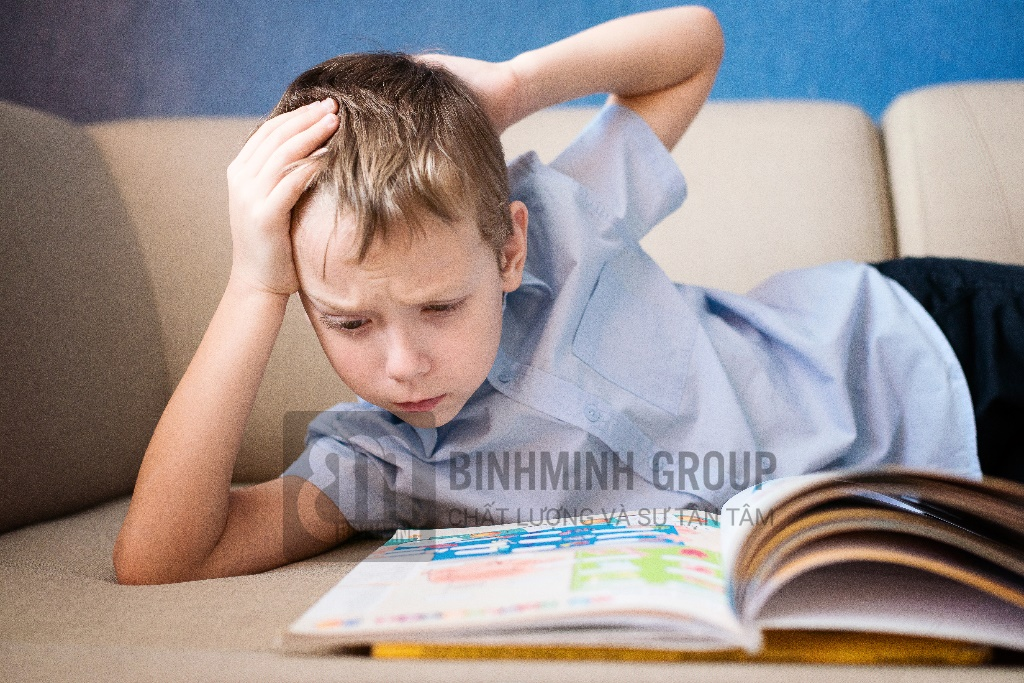 BINHMINH GROUP
CHẤT LƯỢNG VÀ SỰ TẬN TÂM